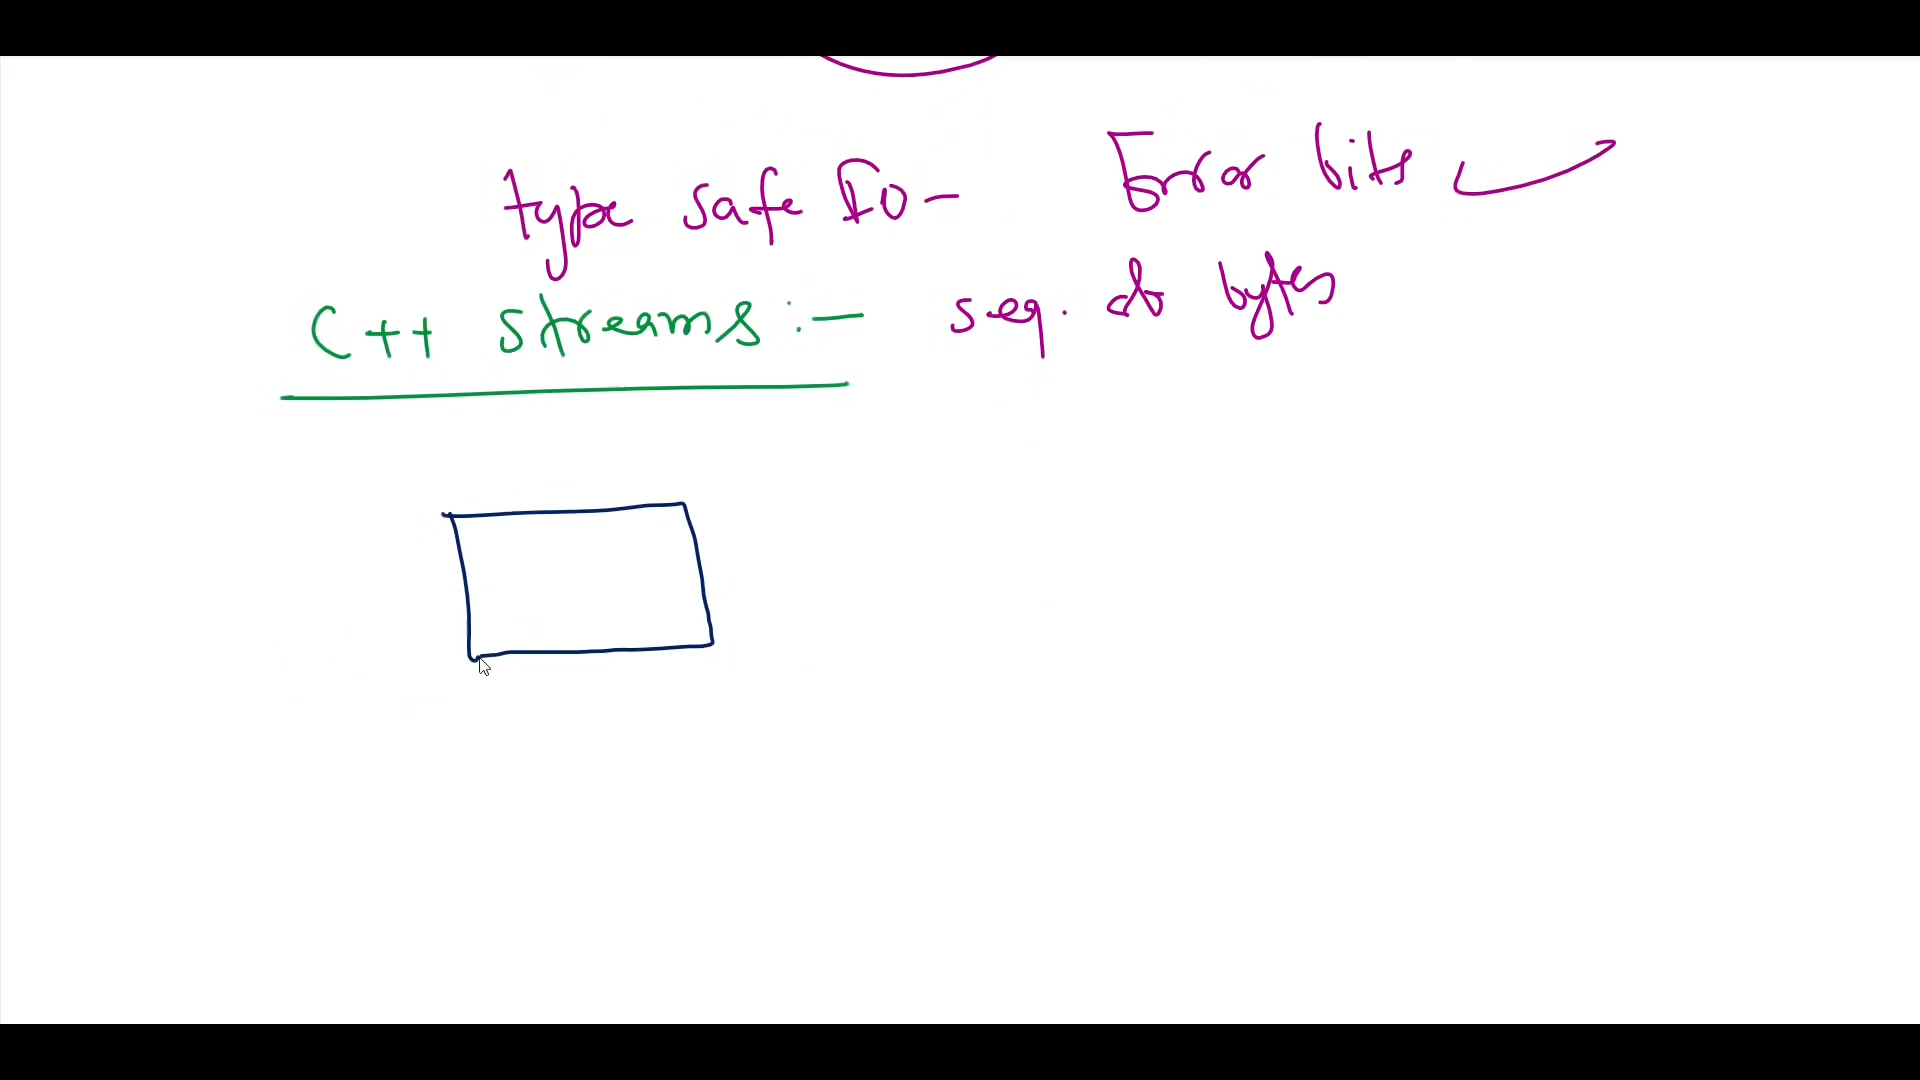 type safe IO -
Error bits
C++ streams :- seq. of bytes